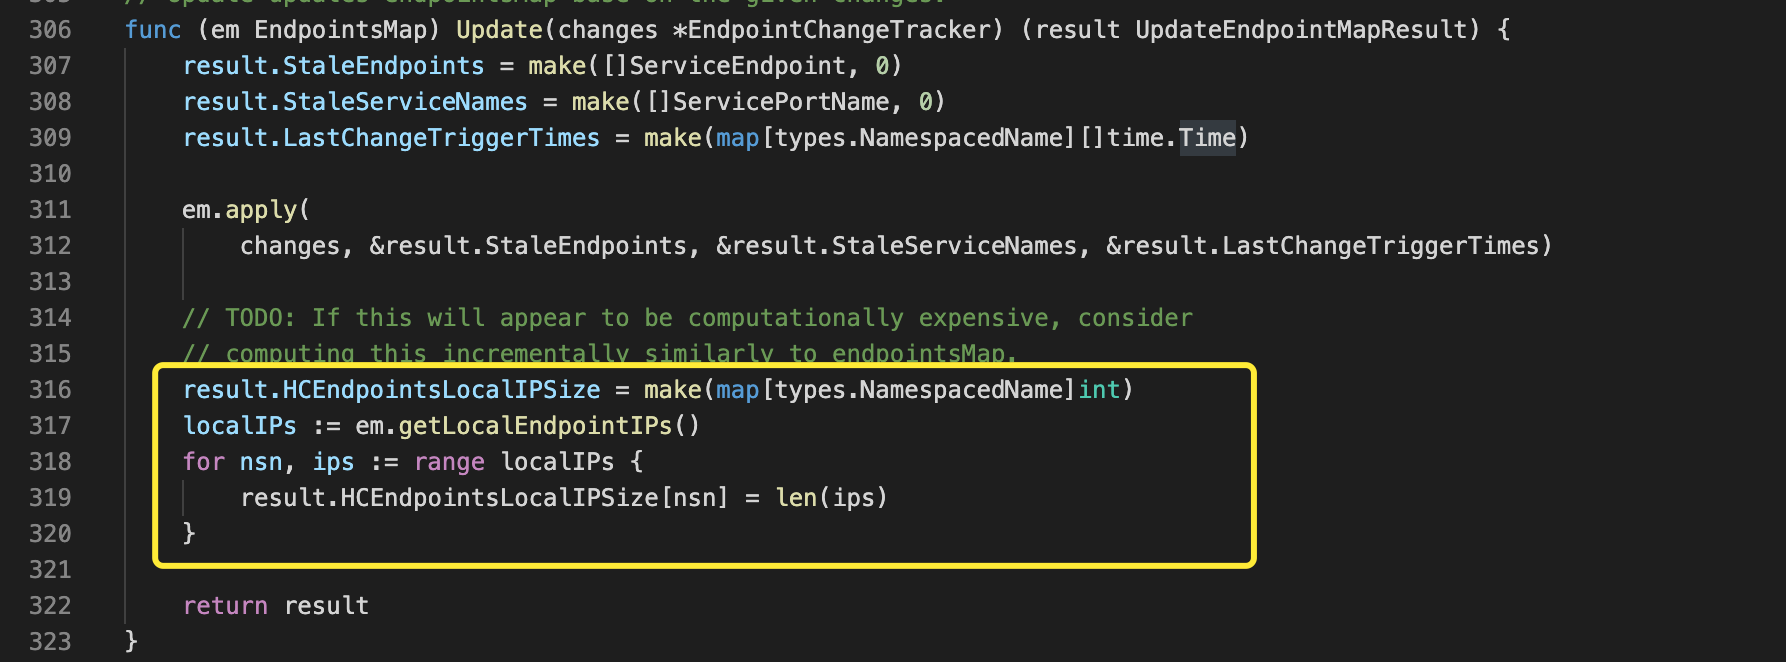 305 // Update updates endpointsMap base on the given changes.
306 func (em EndpointsMap) Update(changes *EndpointChangeTracker) (result UpdateEndpointMapResult) {
307 result.StaleEndpoints = make([]ServiceEndpoint, 0)
308 result.StaleServiceNames = make([]ServicePortName, 0)
309 result.LastChangeTriggerTimes = make(map[types.NamespacedName][]time.Time)
310
311 em.apply(
312 changes, &result.StaleEndpoints, &result.StaleServiceNames, &result.LastChangeTriggerTimes)
313
314 // TODO: If this will appear to be computationally expensive, consider
315 // computing this incrementally similarly to endpointsMap.
316 result.HCEndpointsLocalIPSize = make(map[types.NamespacedName]int)
317 localIPs := em.getLocalEndpointIPs()
318 for nsn, ips := range localIPs {
319 result.HCEndpointsLocalIPSize[nsn] = len(ips)
320 }
321
322 return result
323 }